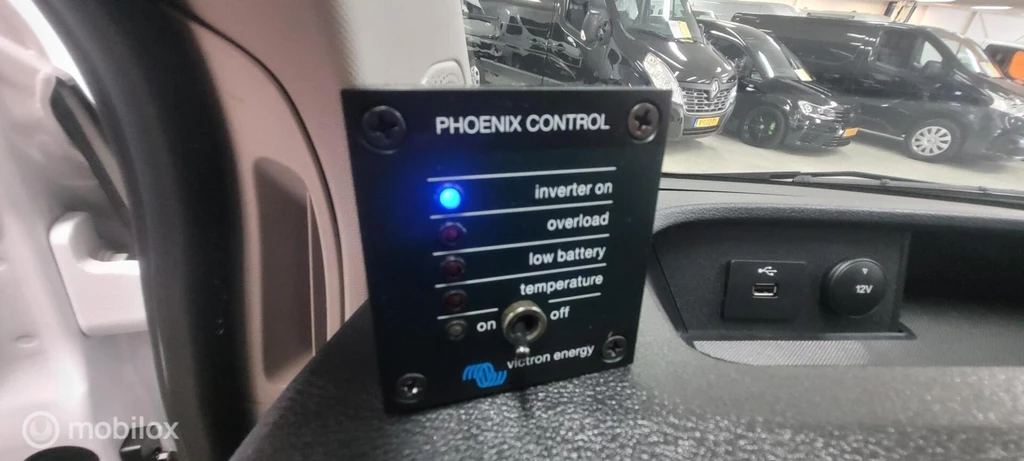 PHOENIX CONTROL
inverter on
overload
low battery
temperature
on off
victron energy
12V
mobilox